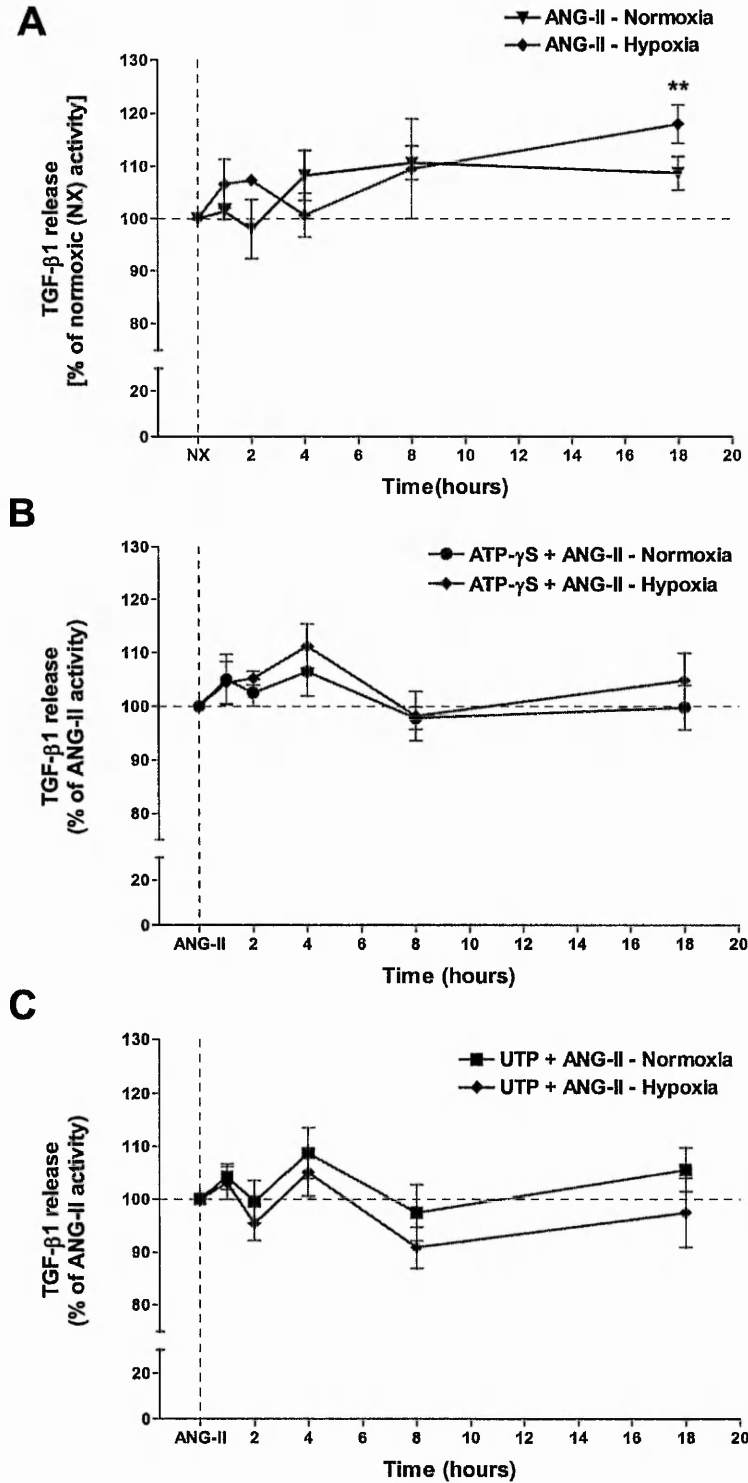 A
ANG-II - Normoxia
ANG-II - Hypoxia
TGF-β1 release
[% of normoxic (NX) activity]
130
120
110
100
90
80
20
0
**
NX 2 4 6 8 10 12 14 16 18 20
Time(hours)
B
ATP-γS + ANG-II - Normoxia
ATP-γS + ANG-II - Hypoxia
TGF-β1 release
(% of ANG-II activity)
130
120
110
100
90
80
20
0
ANG-II 2 4 6 8 10 12 14 16 18 20
Time (hours)
C
UTP + ANG-II - Normoxia
UTP + ANG-II - Hypoxia
TGF-β1 release
(% of ANG-II activity)
130
120
110
100
90
80
20
0
ANG-II 2 4 6 8 10 12 14 16 18 20
Time (hours)